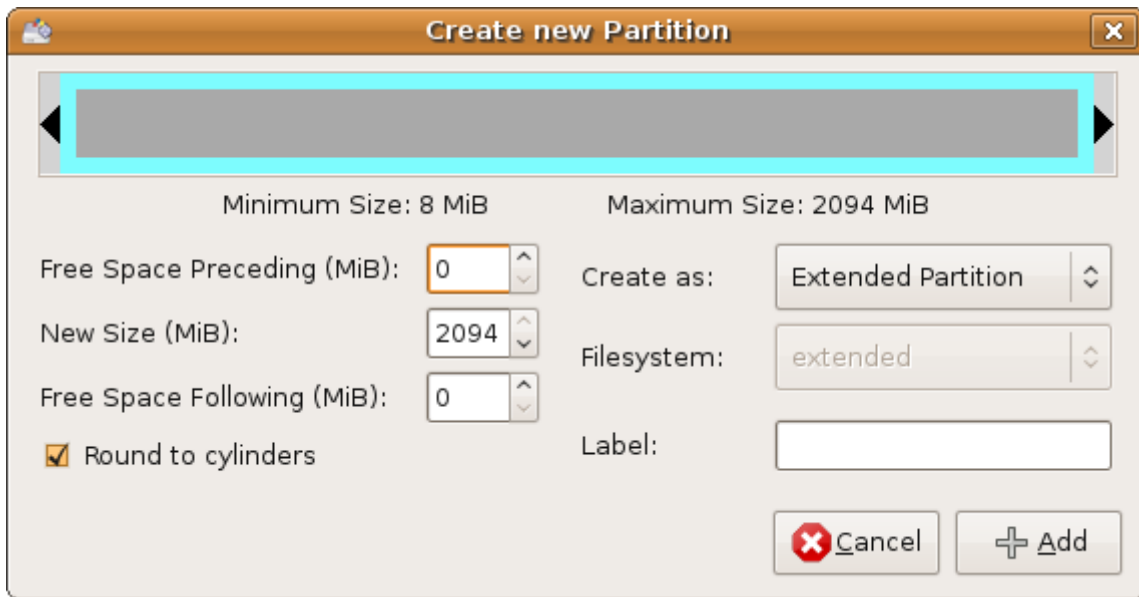 Create new Partition
Minimum Size: 8 MiB Maximum Size: 2094 MiB
Free Space Preceding (MiB): 0
Create as: Extended Partition
New Size (MiB): 2094
Filesystem: extended
Free Space Following (MiB): 0
Label:
Round to cylinders
Cancel Add